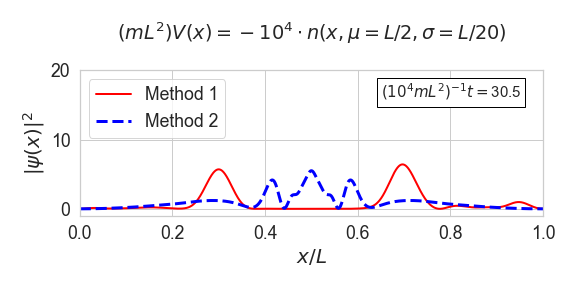 (mL²)V(x) = −10⁴ · n(x, μ = L/2, σ = L/20)
20
10
0
|ψ(x)|²
Method 1
Method 2
(10⁴mL²)⁻¹t = 30.5
0.0 0.2 0.4 0.6 0.8 1.0
x/L